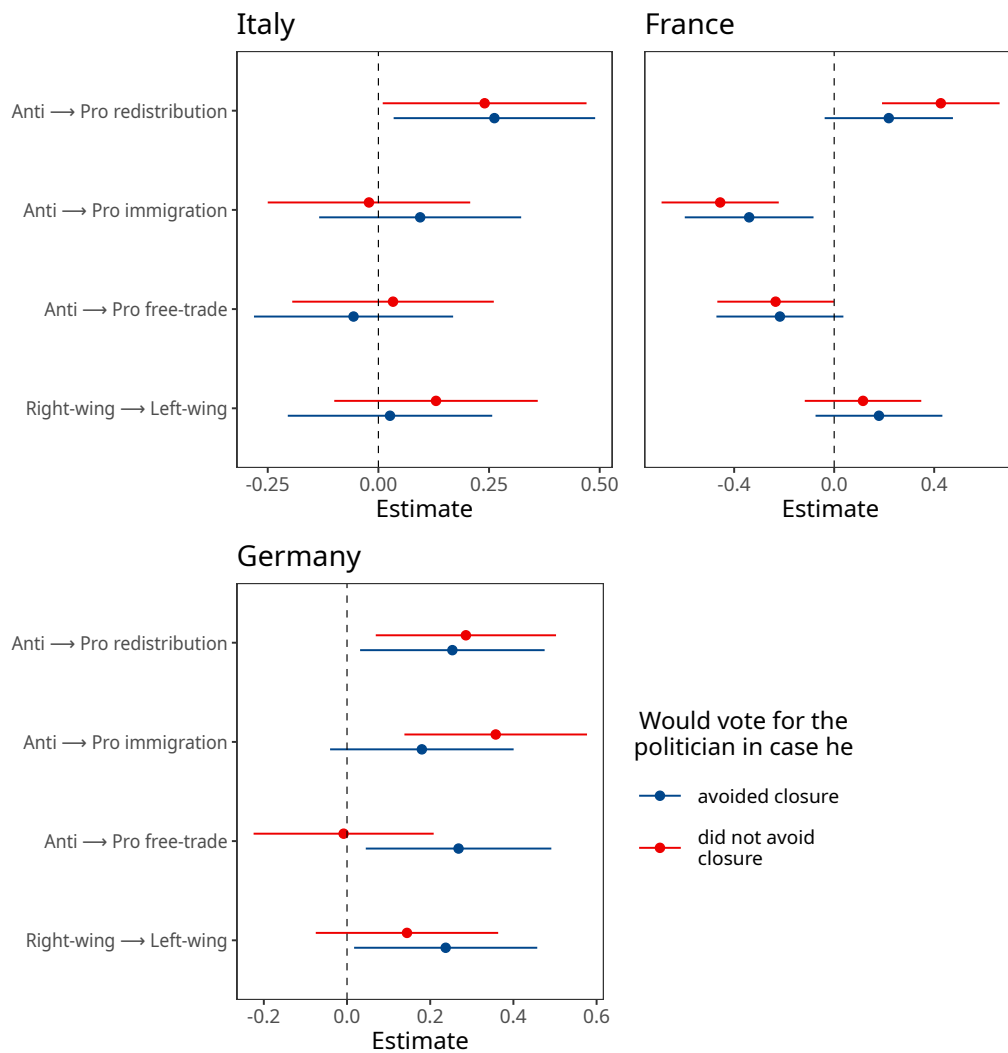 Italy
France
Anti ⟶ Pro redistribution
Anti ⟶ Pro immigration
Anti ⟶ Pro free-trade
Right-wing ⟶ Left-wing
-0.25 0.00 0.25 0.50
Estimate
-0.4 0.0 0.4
Estimate
Germany
Anti ⟶ Pro redistribution
Anti ⟶ Pro immigration
Anti ⟶ Pro free-trade
Right-wing ⟶ Left-wing
-0.2 0.0 0.2 0.4 0.6
Estimate
Would vote for the
politician in case he
avoided closure
did not avoid
closure